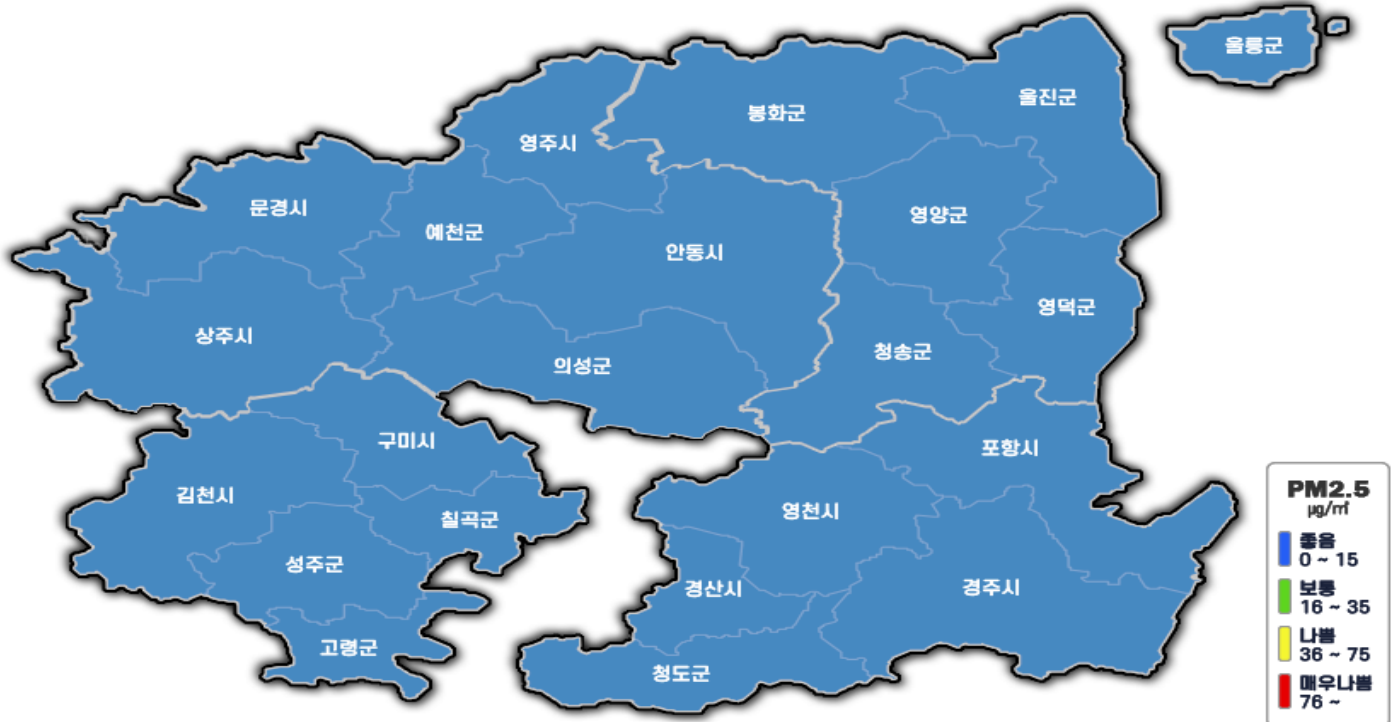 울릉군
울진군
봉화군
영주시
문경시
예천군
영양군
안동시
영덕군
상주시
청송군
의성군
구미시
포항시
김천시
칠곡군
영천시
성주군
경산시
경주시
고령군
청도군
PM2.5
㎍/㎥
좋음
0 ~ 15
보통
16 ~ 35
나쁨
36 ~ 75
매우나쁨
76 ~